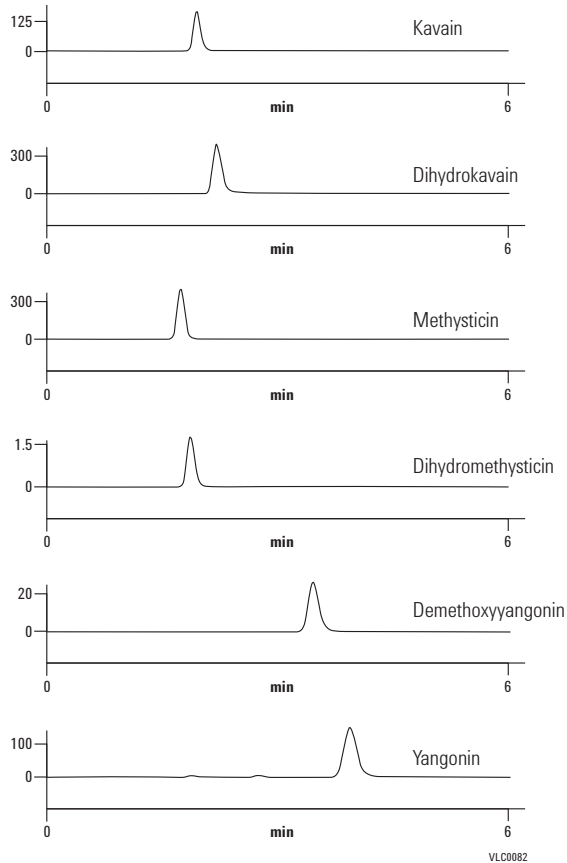 125
Kavain
0
0
min
6
300
Dihydrokavain
0
0
min
6
300
Methysticin
0
0
min
6
1.5
Dihydromethysticin
0
0
min
6
20
Demethoxyyangonin
0
0
min
6
100
Yangonin
0
0
min
6
VLC0082